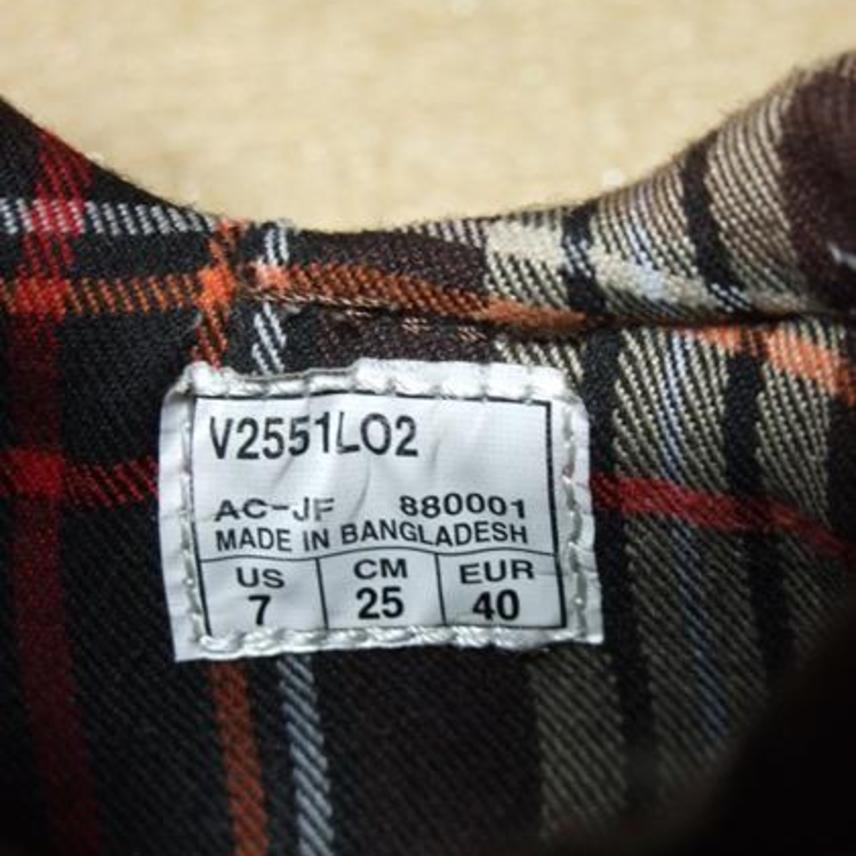 V2551LO2
AC-JF 880001
MADE IN BANGLADESH
US CM EUR
7 25 40